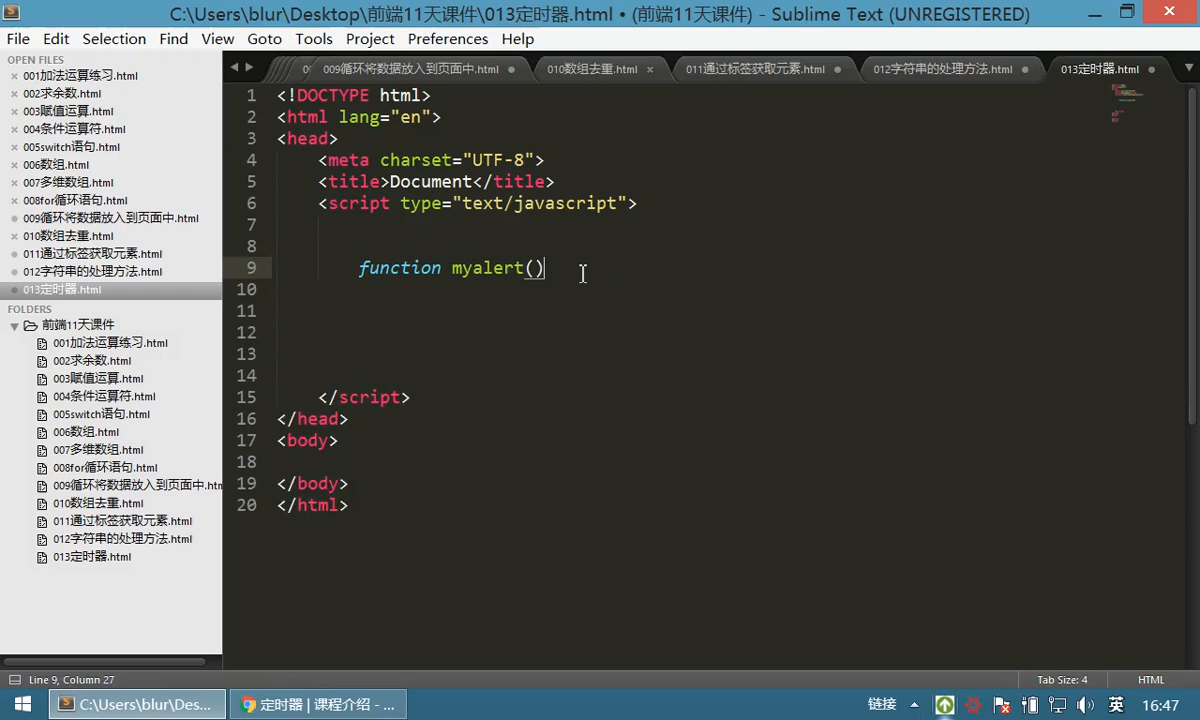 C:\Users\blur\Desktop\前端11天课件\013定时器.html • (前端11天课件) - Sublime Text (UNREGISTERED)
File Edit Selection Find View Goto Tools Project Preferences Help
OPEN FILES
001加法运算练习.html
002求余数.html
003赋值运算.html
004条件运算符.html
005switch语句.html
006数组.html
007多维数组.html
008for循环语句.html
009循环将数据放入到页面中.html
010数组去重.html
011通过标签获取元素.html
012字符串的处理方法.html
013定时器.html
FOLDERS
前端11天课件
001加法运算练习.html
002求余数.html
003赋值运算.html
004条件运算符.html
005switch语句.html
006数组.html
007多维数组.html
008for循环语句.html
009循环将数据放入到页面中.htm
010数组去重.html
011通过标签获取元素.html
012字符串的处理方法.html
013定时器.html
009循环将数据放入到页面中.html 010数组去重.html 011通过标签获取元素.html 012字符串的处理方法.html 013定时器.html
1 <!DOCTYPE html>
2 <html lang="en">
3 <head>
4 <meta charset="UTF-8">
5 <title>Document</title>
6 <script type="text/javascript">
7
8
9 function myalert()
10
11
12
13
14
15 </script>
16 </head>
17 <body>
18
19 </body>
20 </html>
Line 9, Column 27 Tab Size: 4 HTML
C:\Users\blur\Des... 定时器 | 课程介绍 - ... 链接 英 16:47